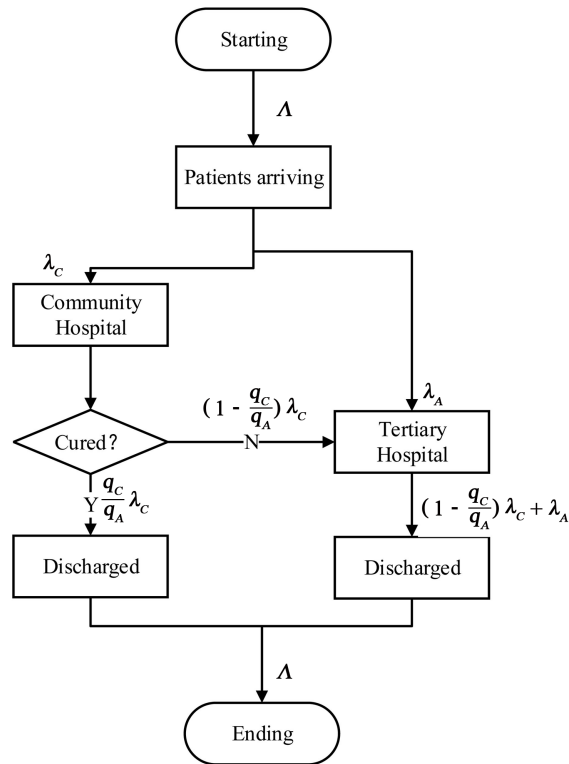 Starting
Λ
Patients arriving
λ_C
Community
Hospital
(1 - q_C/q_A) λ_C
λ_A
Cured?
N
Tertiary
Hospital
Y q_C/q_A λ_C
(1 - q_C/q_A) λ_C + λ_A
Discharged
Discharged
Λ
Ending